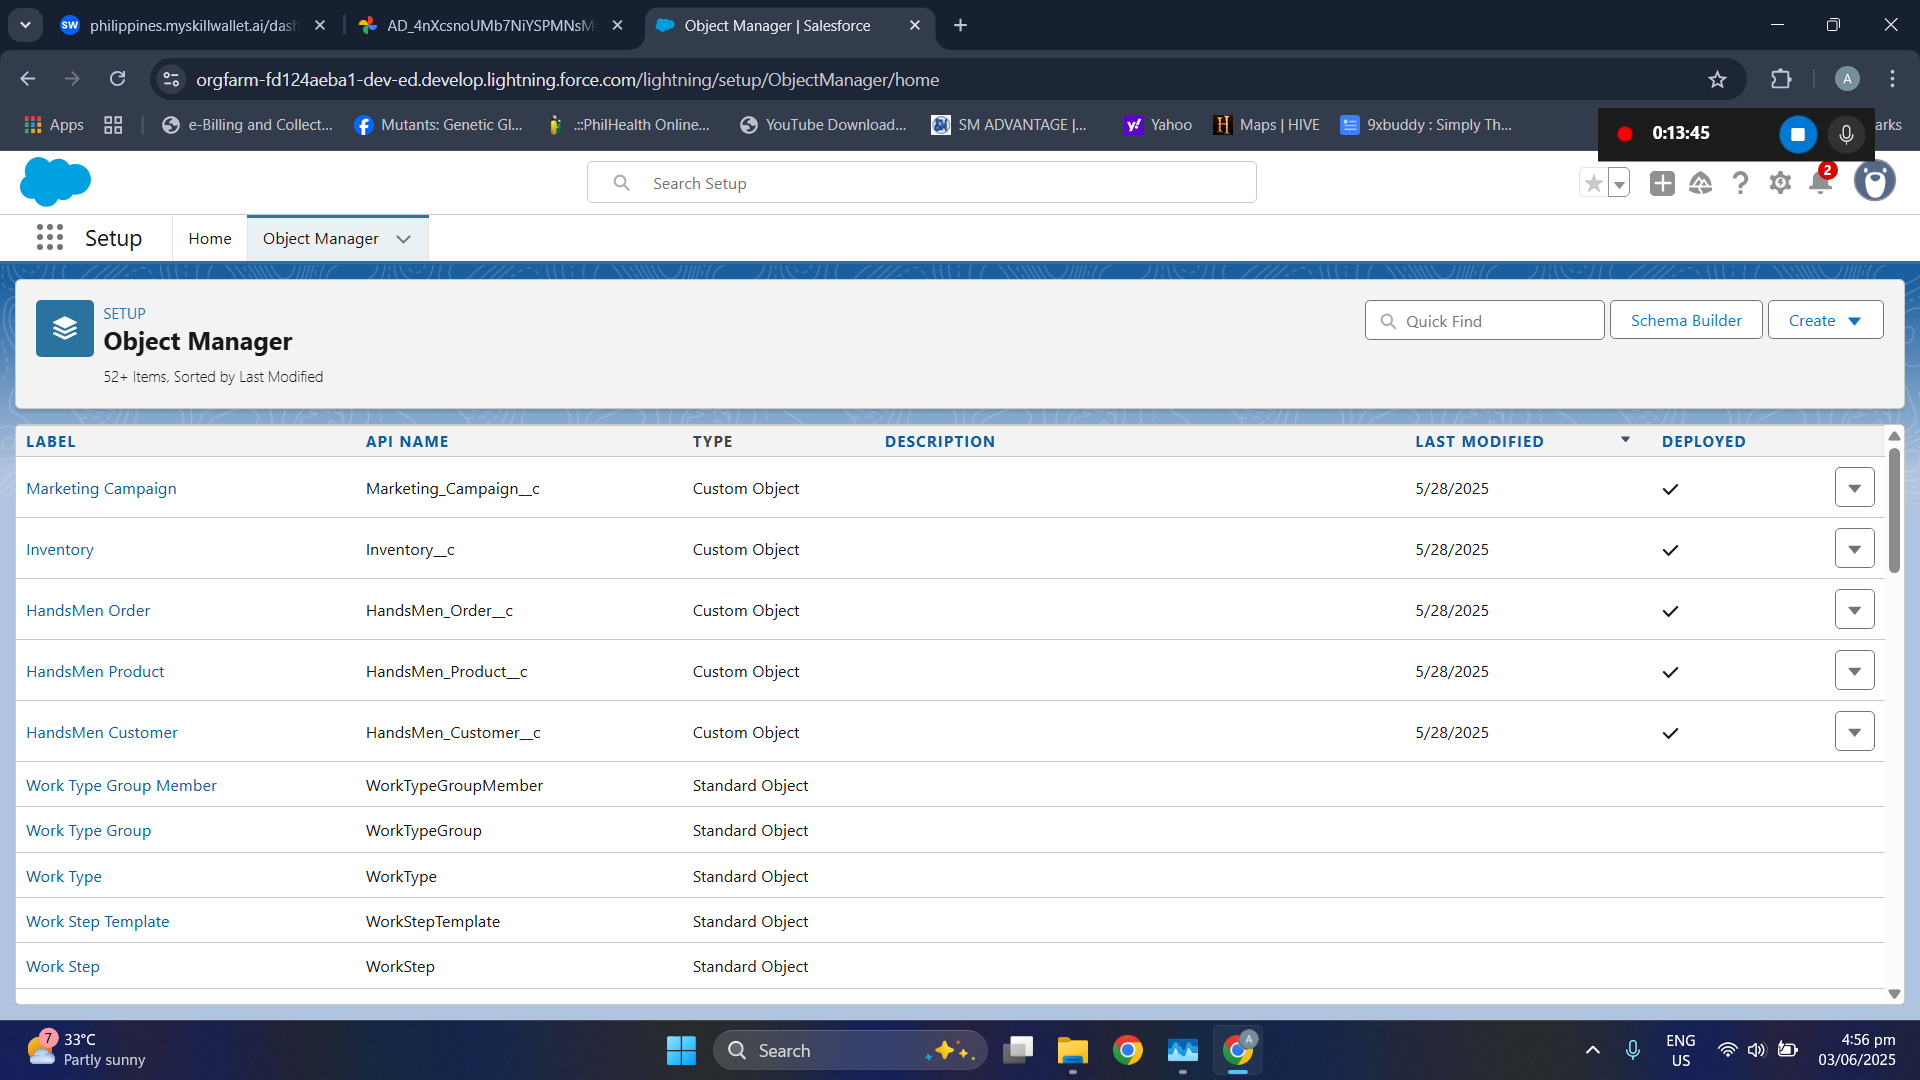 SW philippines.myskillwallet.ai/dash
AD_4nXcsnoUMb7NiYSPMNsM
Object Manager | Salesforce
orgfarm-fd124aeba1-dev-ed.develop.lightning.force.com/lightning/setup/ObjectManager/home
A
Apps
e-Billing and Collect...
Mutants: Genetic Gl...
.::PhilHealth Online...
YouTube Download...
SM ADVANTAGE |...
Yahoo
Maps | HIVE
9xbuddy : Simply Th...
arks
0:13:45
Search Setup
2
Setup
Home
Object Manager
SETUP
Object Manager
52+ Items, Sorted by Last Modified
Quick Find
Schema Builder
Create
LABEL API NAME TYPE DESCRIPTION LAST MODIFIED DEPLOYED
Marketing Campaign Marketing_Campaign__c Custom Object 5/28/2025
Inventory Inventory__c Custom Object 5/28/2025
HandsMen Order HandsMen_Order__c Custom Object 5/28/2025
HandsMen Product HandsMen_Product__c Custom Object 5/28/2025
HandsMen Customer HandsMen_Customer__c Custom Object 5/28/2025
Work Type Group Member WorkTypeGroupMember Standard Object
Work Type Group WorkTypeGroup Standard Object
Work Type WorkType Standard Object
Work Step Template WorkStepTemplate Standard Object
Work Step WorkStep Standard Object
7
33°C
Partly sunny
Search
A
ENG
US
4:56 pm
03/06/2025